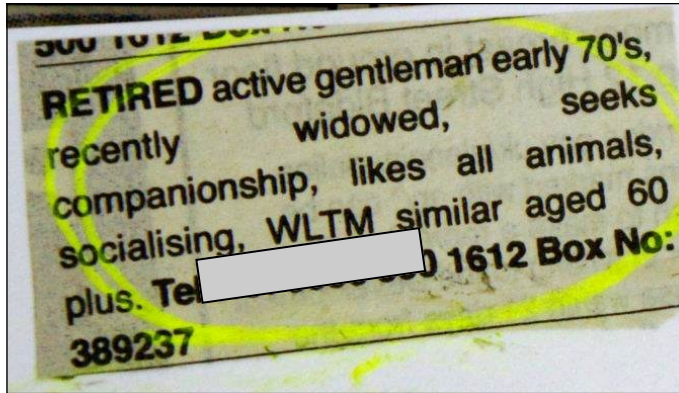 RETIRED active gentleman early 70's,
recently widowed, seeks
companionship, likes all animals,
socialising, WLTM similar aged 60
plus. Tel 1612 Box No:
389237